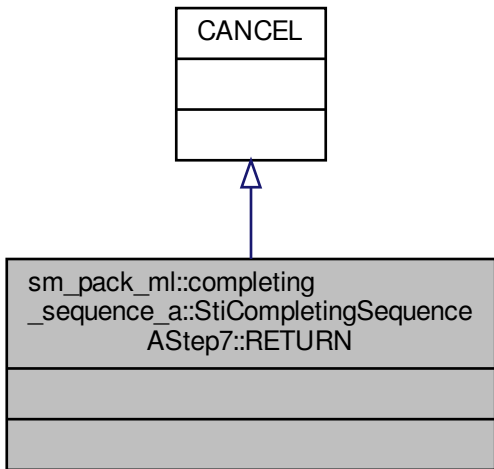 CANCEL
sm_pack_ml::completing
_sequence_a::StiCompletingSequence
AStep7::RETURN